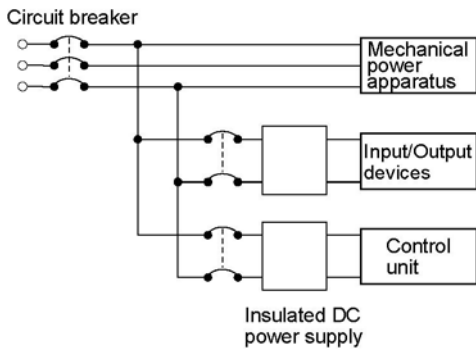 Circuit breaker
Mechanical
power
apparatus
Input/Output
devices
Control
unit
Insulated DC
power supply